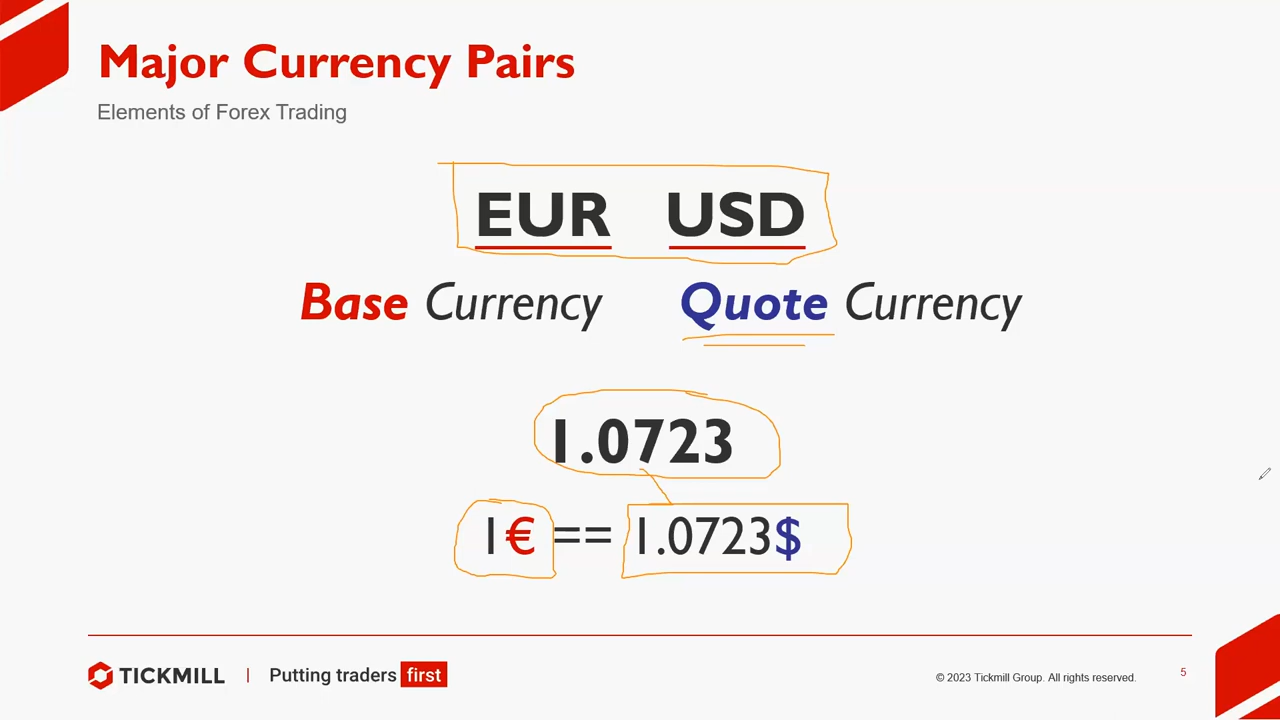 Major Currency Pairs
Elements of Forex Trading
EUR USD
Base Currency Quote Currency
1.0723
1€ == 1.0723$
TICKMILL | Putting traders first
© 2023 Tickmill Group. All rights reserved. 5